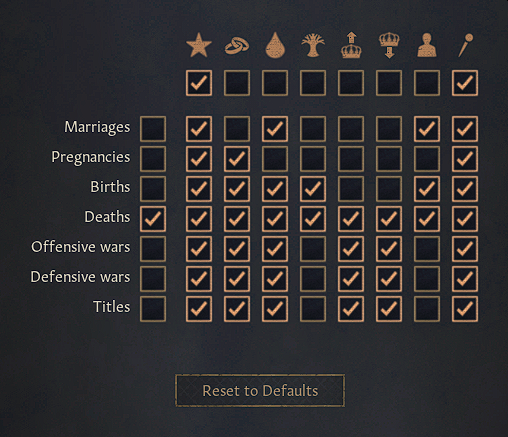 Marriages
Pregnancies
Births
Deaths
Offensive wars
Defensive wars
Titles
Reset to Defaults